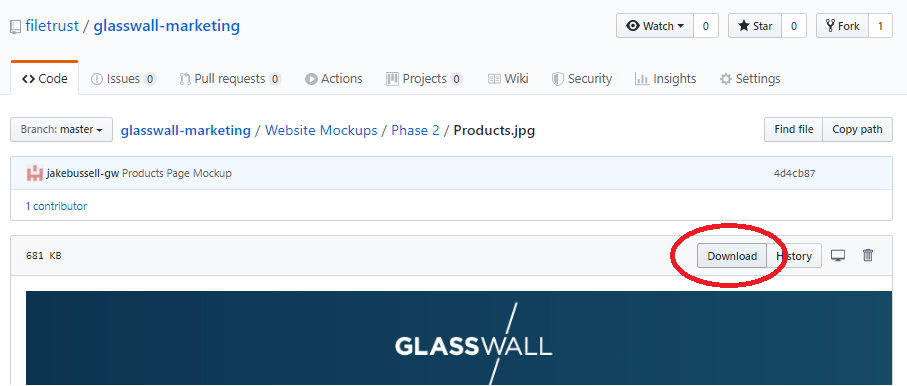 filetrust / glasswall-marketing
Watch 0 Star 0 Fork 1
Code Issues 0 Pull requests 0 Actions Projects 0 Wiki Security Insights Settings
Branch: master glasswall-marketing / Website Mockups / Phase 2 / Products.jpg Find file Copy path
jakebussell-gw Products Page Mockup 4d4cb87
1 contributor
681 KB Download History
GLASSWALL